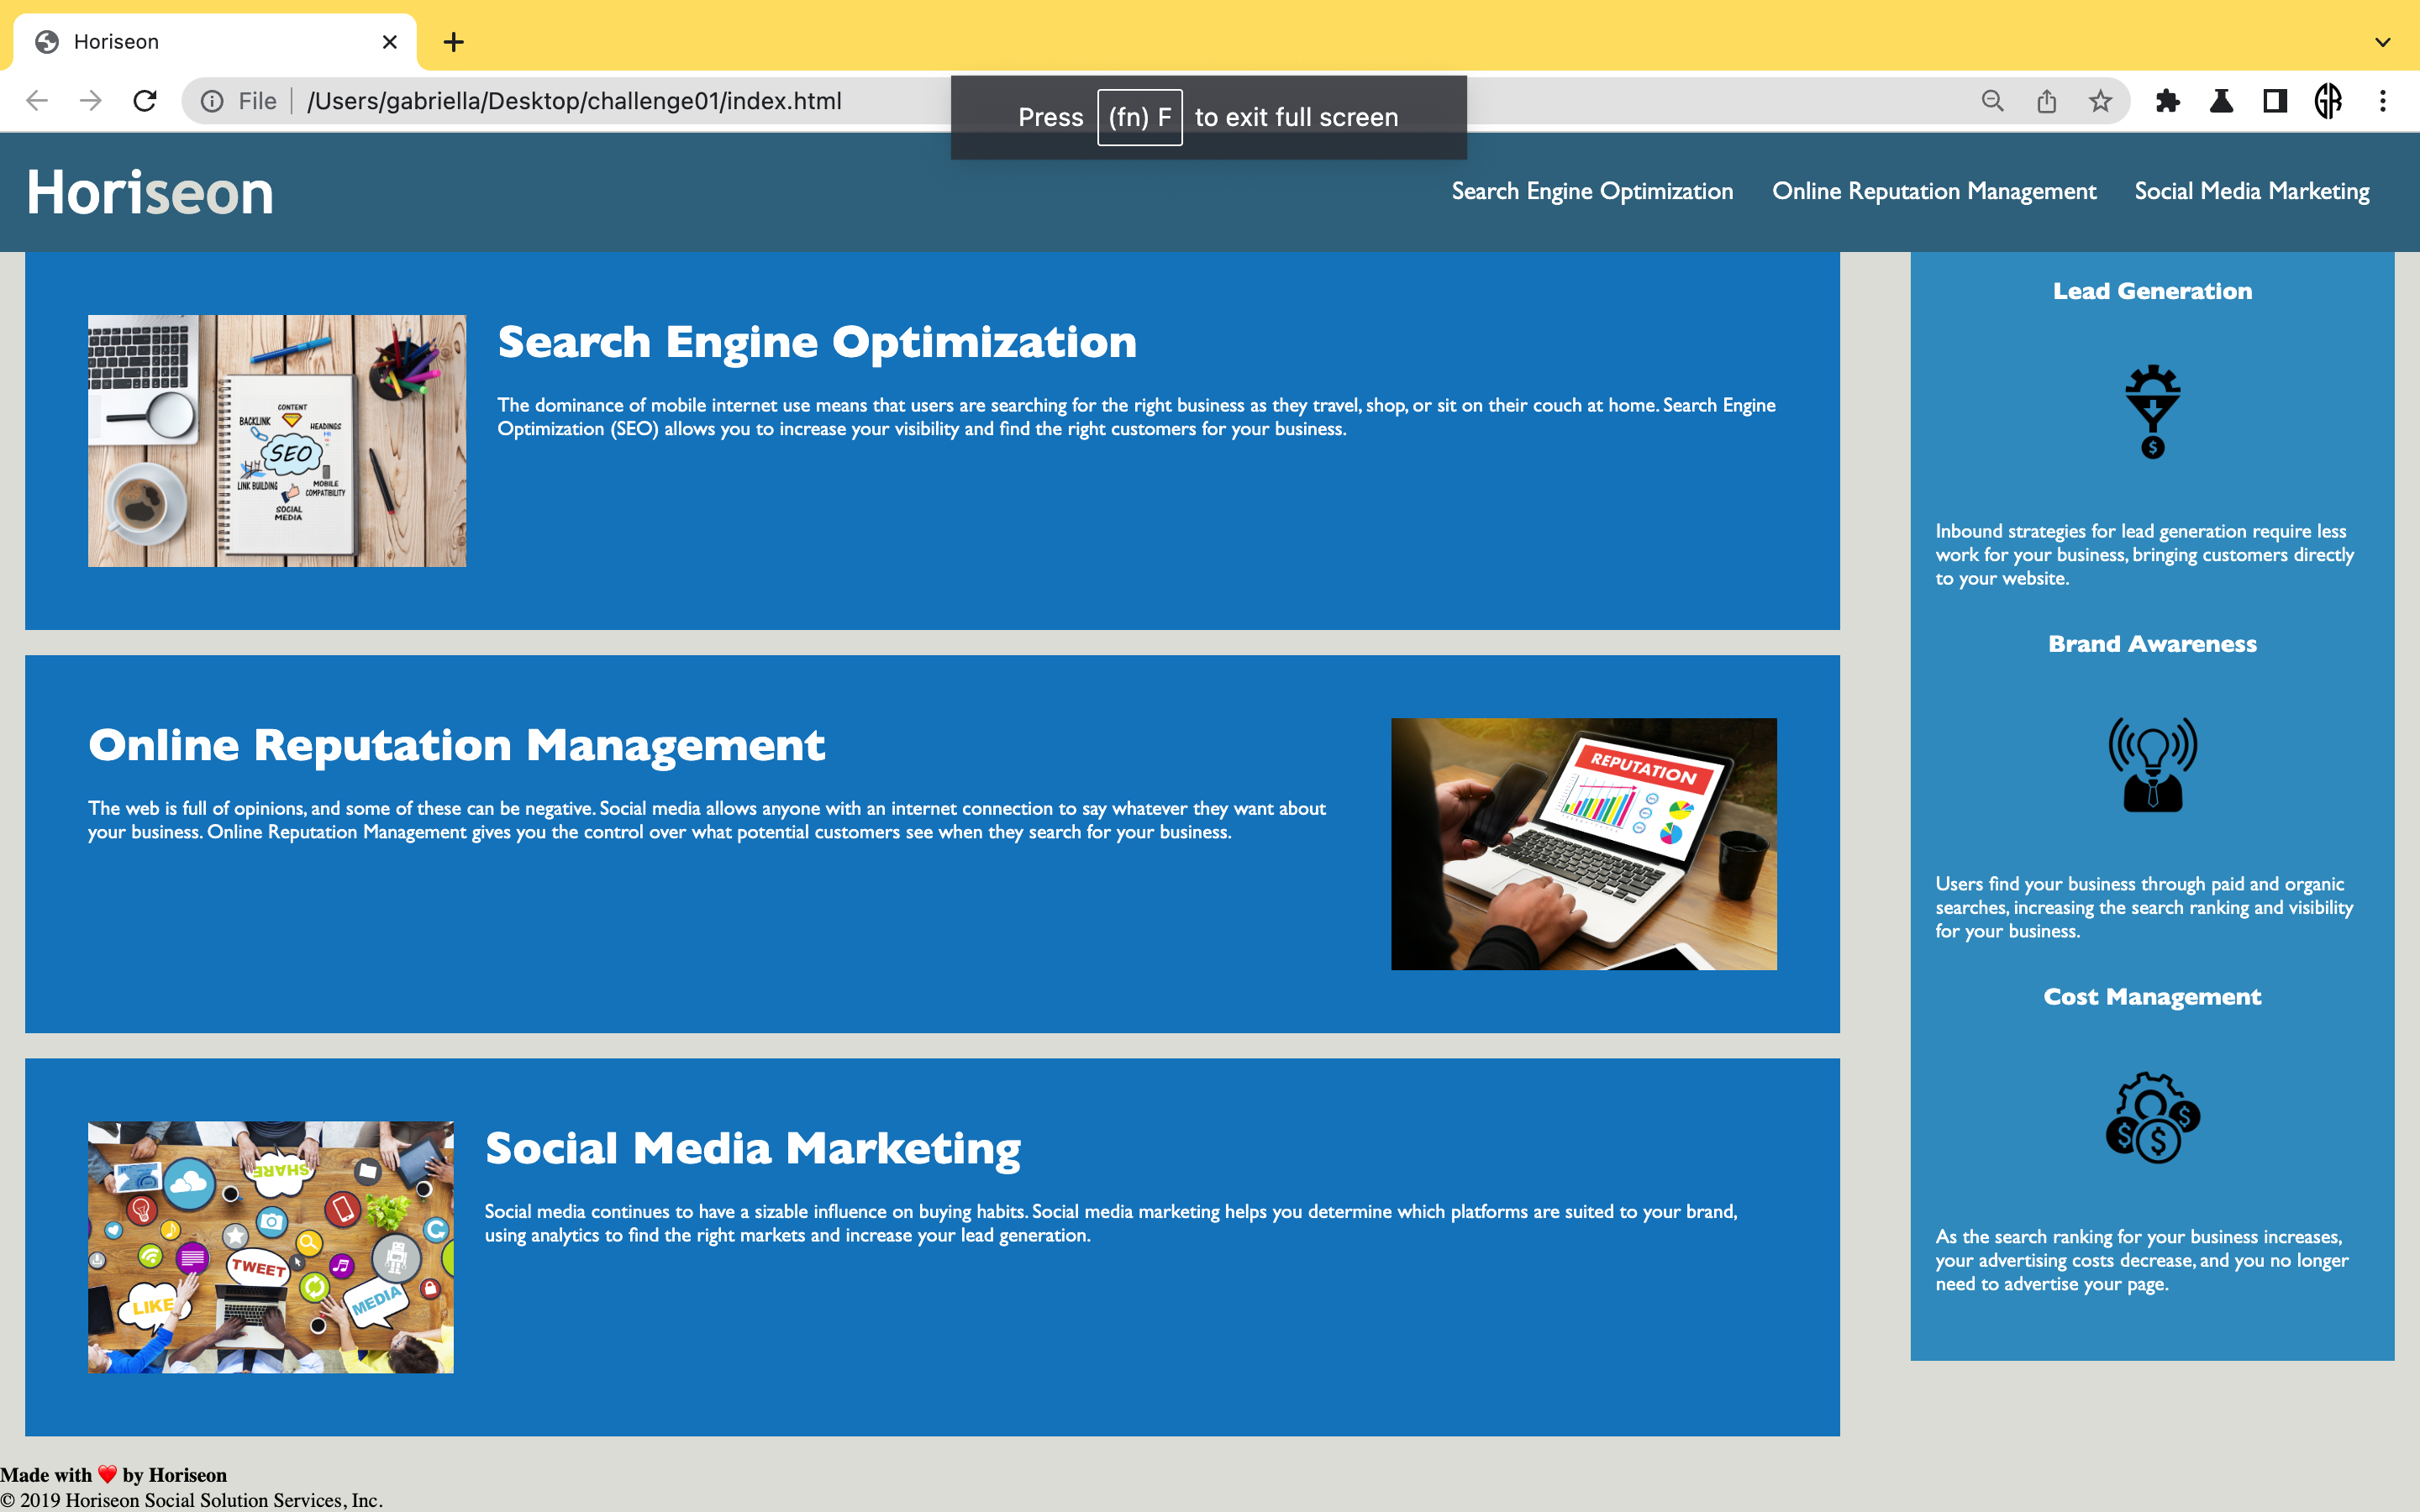 Horiseon
File /Users/gabriella/Desktop/challenge01/index.html
Press (fn) F to exit full screen
Horiseon
Search Engine Optimization Online Reputation Management Social Media Marketing
CONTENT
BACKLINK
HEADINGS
SEO
LINK BUILDING
MOBILE
COMPATIBILITY
SOCIAL
MEDIA
Search Engine Optimization
The dominance of mobile internet use means that users are searching for the right business as they travel, shop, or sit on their couch at home. Search Engine
Optimization (SEO) allows you to increase your visibility and find the right customers for your business.
Online Reputation Management
The web is full of opinions, and some of these can be negative. Social media allows anyone with an internet connection to say whatever they want about
your business. Online Reputation Management gives you the control over what potential customers see when they search for your business.
REPUTATION
SHARE
TWEET
LIKE
MEDIA
Social Media Marketing
Social media continues to have a sizable influence on buying habits. Social media marketing helps you determine which platforms are suited to your brand,
using analytics to find the right markets and increase your lead generation.
Lead Generation
$
Inbound strategies for lead generation require less
work for your business, bringing customers directly
to your website.
Brand Awareness
Users find your business through paid and organic
searches, increasing the search ranking and visibility
for your business.
Cost Management
$ $ $
As the search ranking for your business increases,
your advertising costs decrease, and you no longer
need to advertise your page.
Made with ❤️ by Horiseon
© 2019 Horiseon Social Solution Services, Inc.